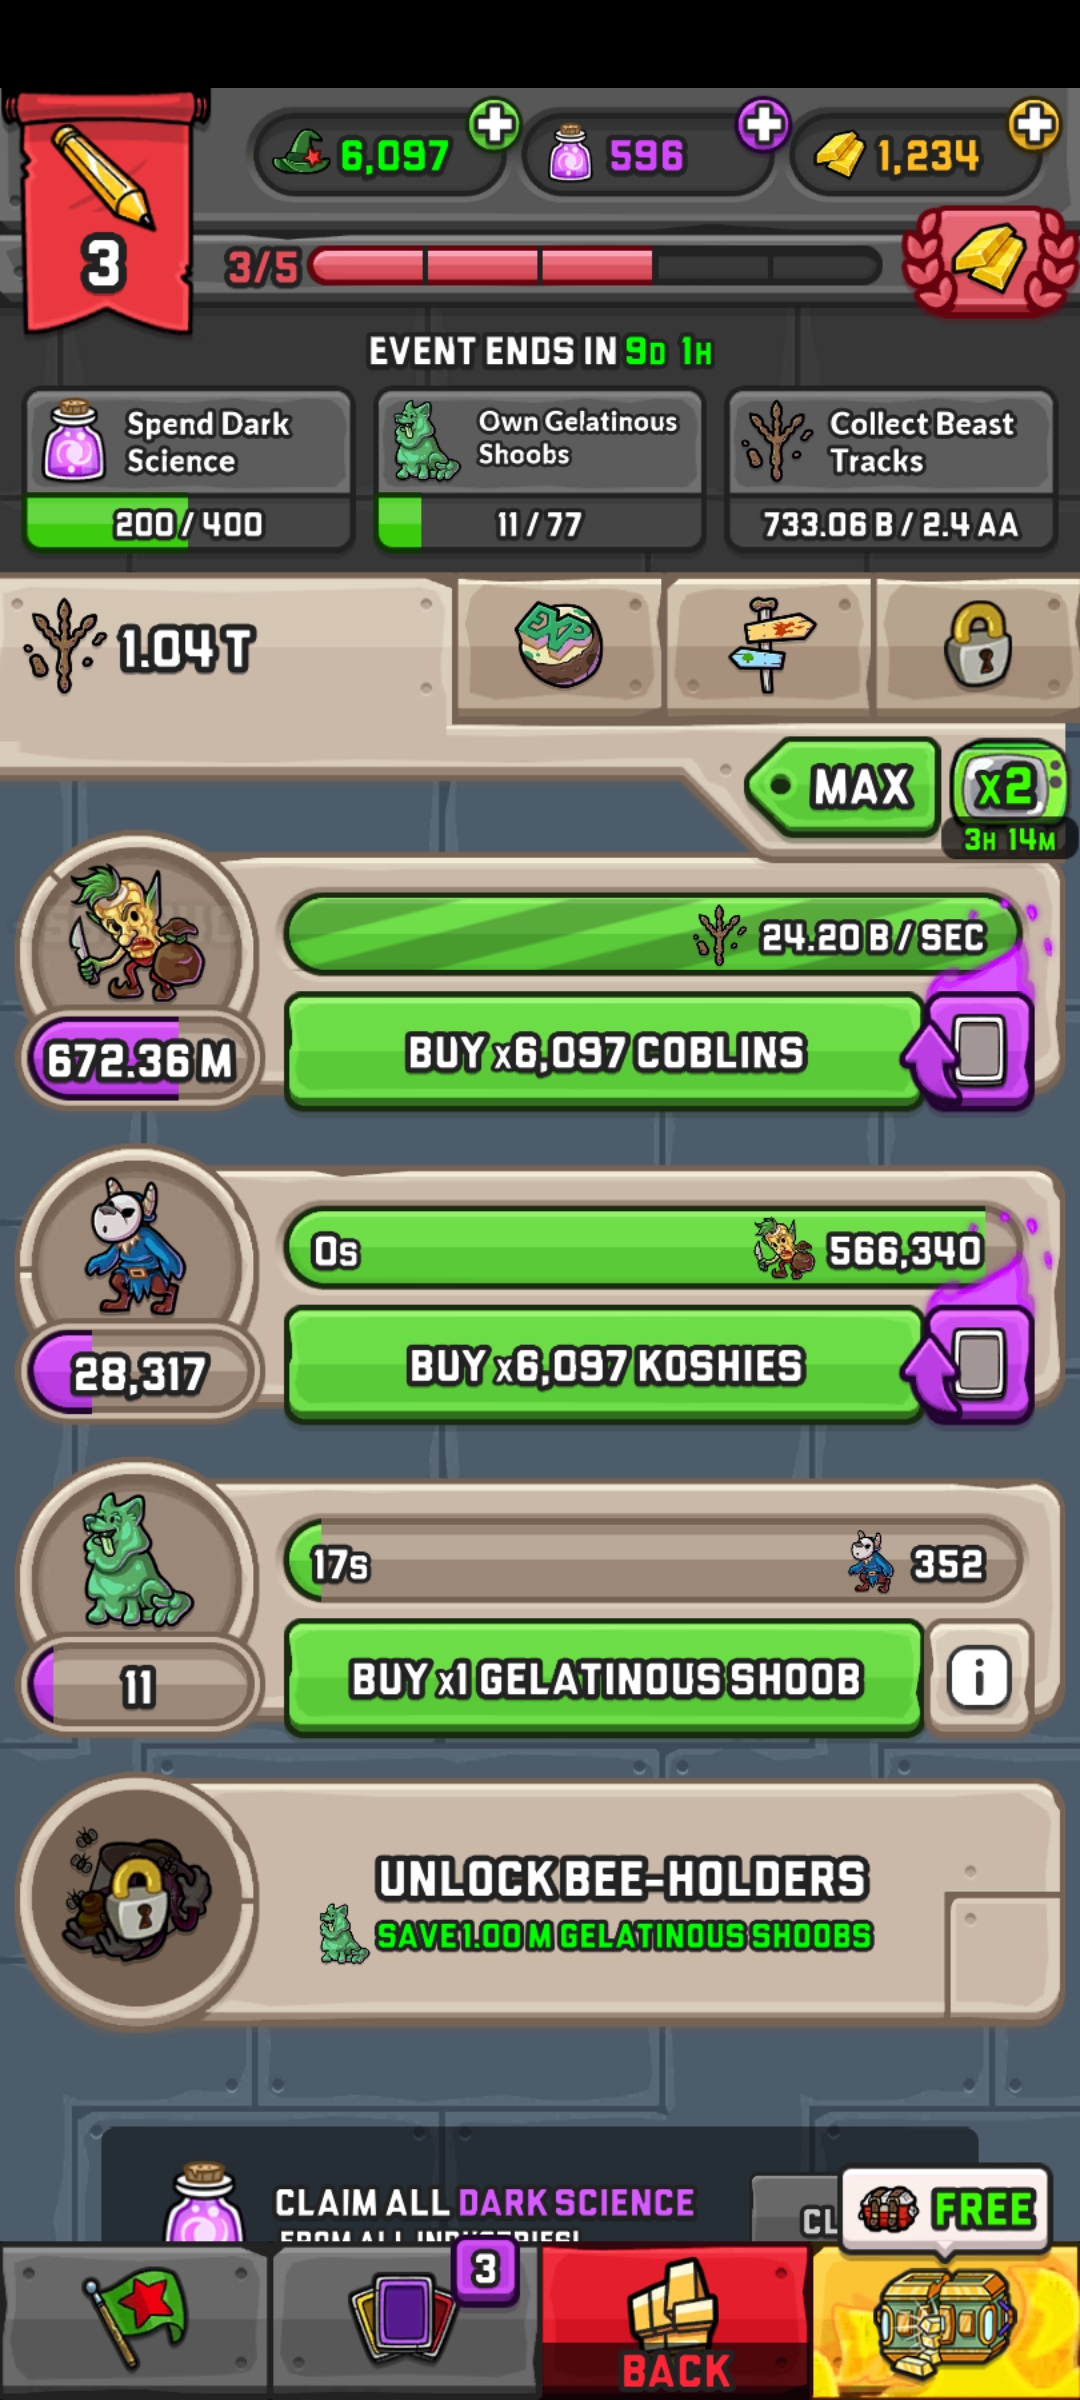 6,097
596
1,234
3
3/5
EVENT ENDS IN 9D 1H
Spend Dark
Science
200 / 400
Own Gelatinous
Shoobs
11 / 77
Collect Beast
Tracks
733.06 B / 2.4 AA
1.04 T
EXP
MAX
x2
3H 14M
24.20 B / SEC
672.36 M
BUY x6,097 COBLINS
0s
566,340
28,317
BUY x6,097 KOSHIES
17s
352
11
BUY x1 GELATINOUS SHOOB
i
UNLOCK BEE-HOLDERS
SAVE 1.00 M GELATINOUS SHOOBS
CLAIM ALL DARK SCIENCE
FROM ALL INDUSTRIES!
CL
FREE
3
BACK